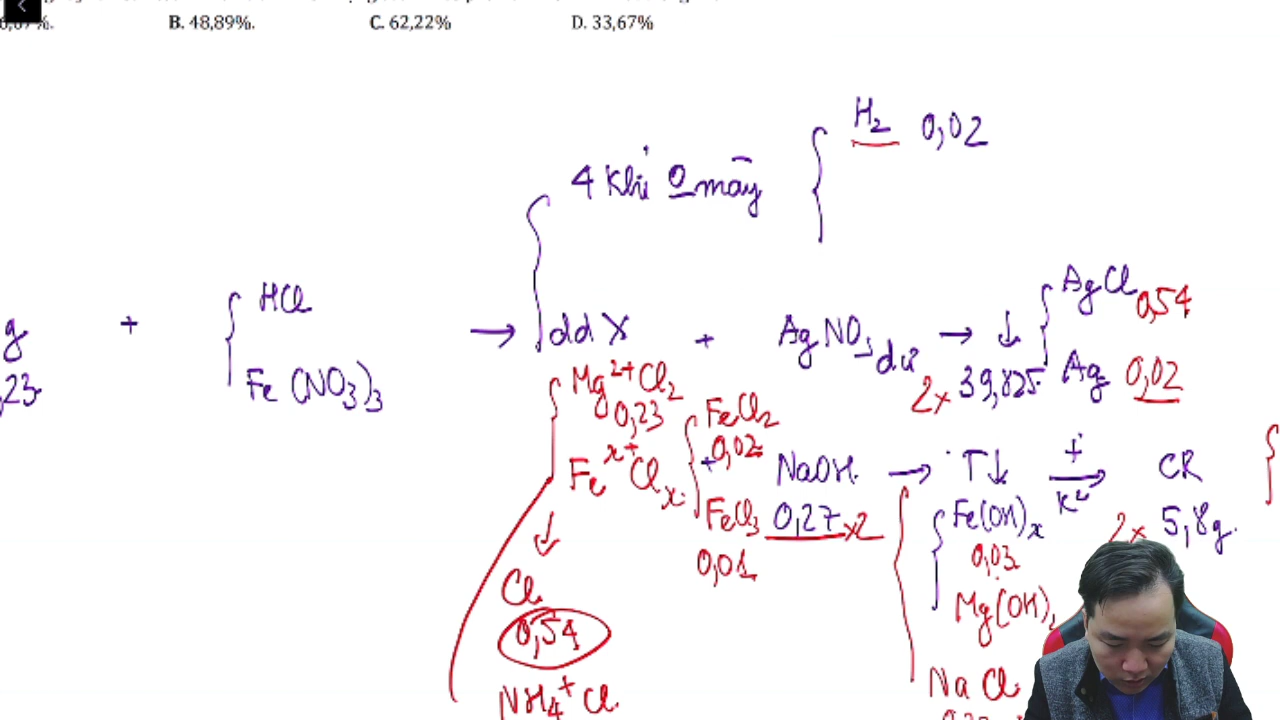 B. 48,89%. C. 62,22% D. 33,67%
H₂ 0,02
4 khí 0 màu
HCl
g + → dd X + AgNO₃ dư → ↓ AgCl 0,54
23 Fe(NO₃)₃ Mg²⁺Cl₂ 2x 39,825 Ag 0,02
0,23 FeCl₂
0,02
Feˣ⁺Clₓ + NaOH → T↓ → CR
FeCl₃ 0,27 x2 Fe(OH)ₓ 2x 5,8g.
0,01 0,03
↓
Cl Mg(OH)₂
0,54
NH₄⁺Cl NaCl